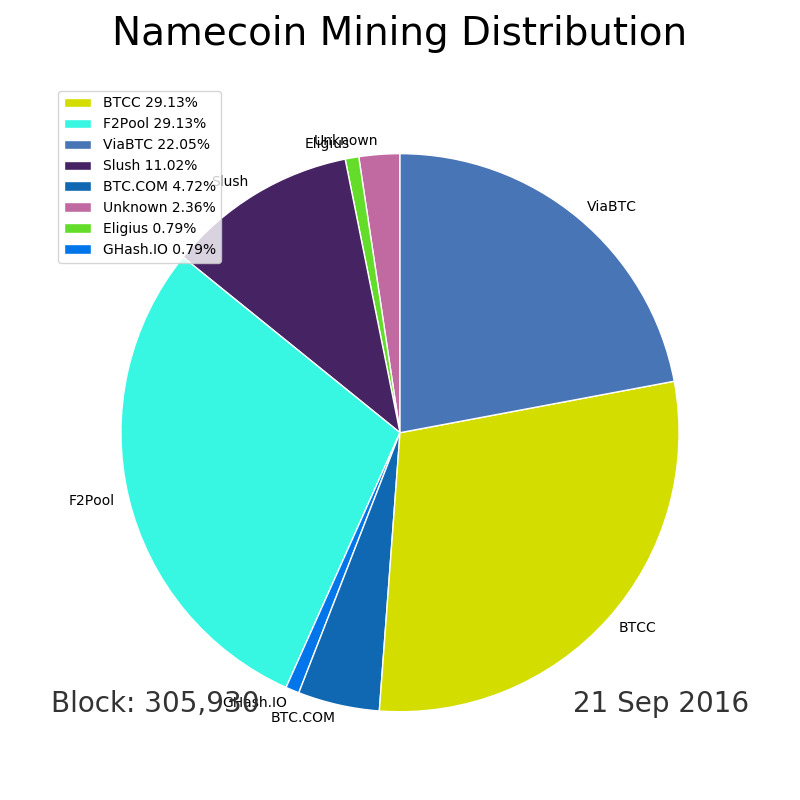 Namecoin Mining Distribution
BTCC 29.13%
F2Pool 29.13%
ViaBTC 22.05%
Slush 11.02%
BTC.COM 4.72%
Unknown 2.36%
Eligius 0.79%
GHash.IO 0.79%
Unknown
Eligius
Slush
ViaBTC
F2Pool
BTCC
GHash.IO
BTC.COM
Block: 305,930
21 Sep 2016